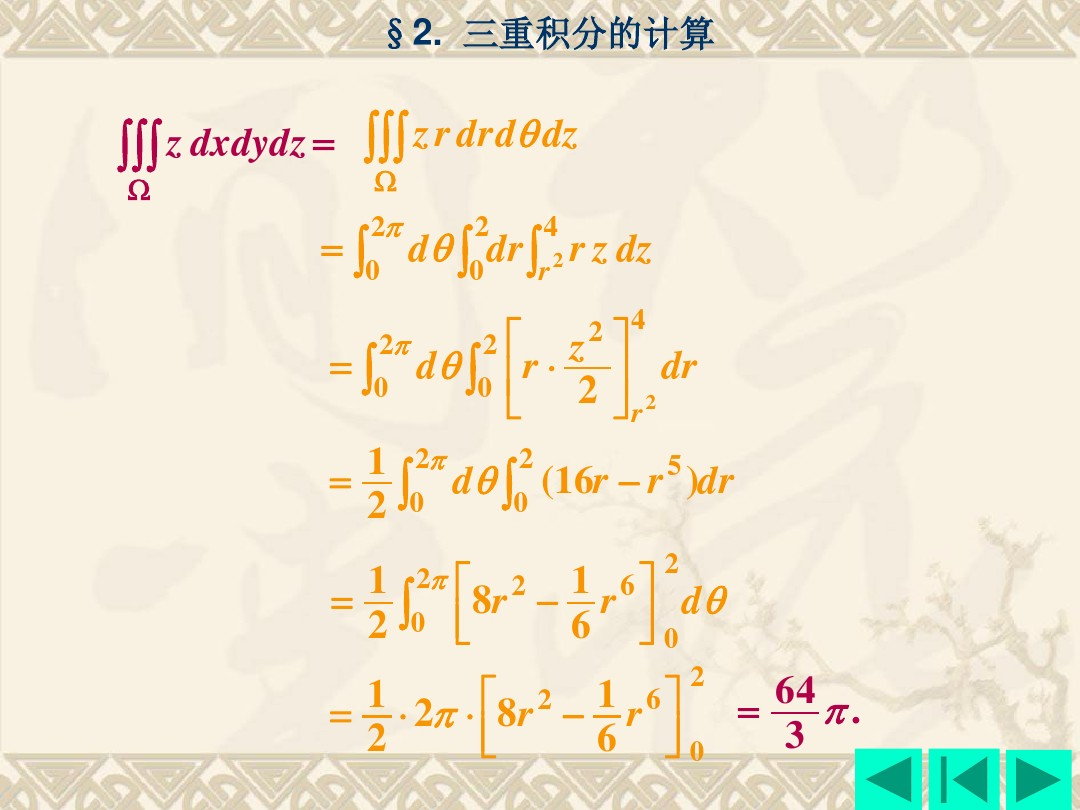 §2. 三重积分的计算
∭_Ω z dxdydz = ∭_Ω z r drdθdz
= ∫_0^{2π} dθ ∫_0^2 dr ∫_{r^2}^4 r z dz
= ∫_0^{2π} dθ ∫_0^2 [r · z^2/2]_{r^2}^4 dr
= 1/2 ∫_0^{2π} dθ ∫_0^2 (16r − r^5)dr
= 1/2 ∫_0^{2π} [8r^2 − 1/6 r^6]_0^2 dθ
= 1/2 · 2π · [8r^2 − 1/6 r^6]_0^2 = 64/3 π.